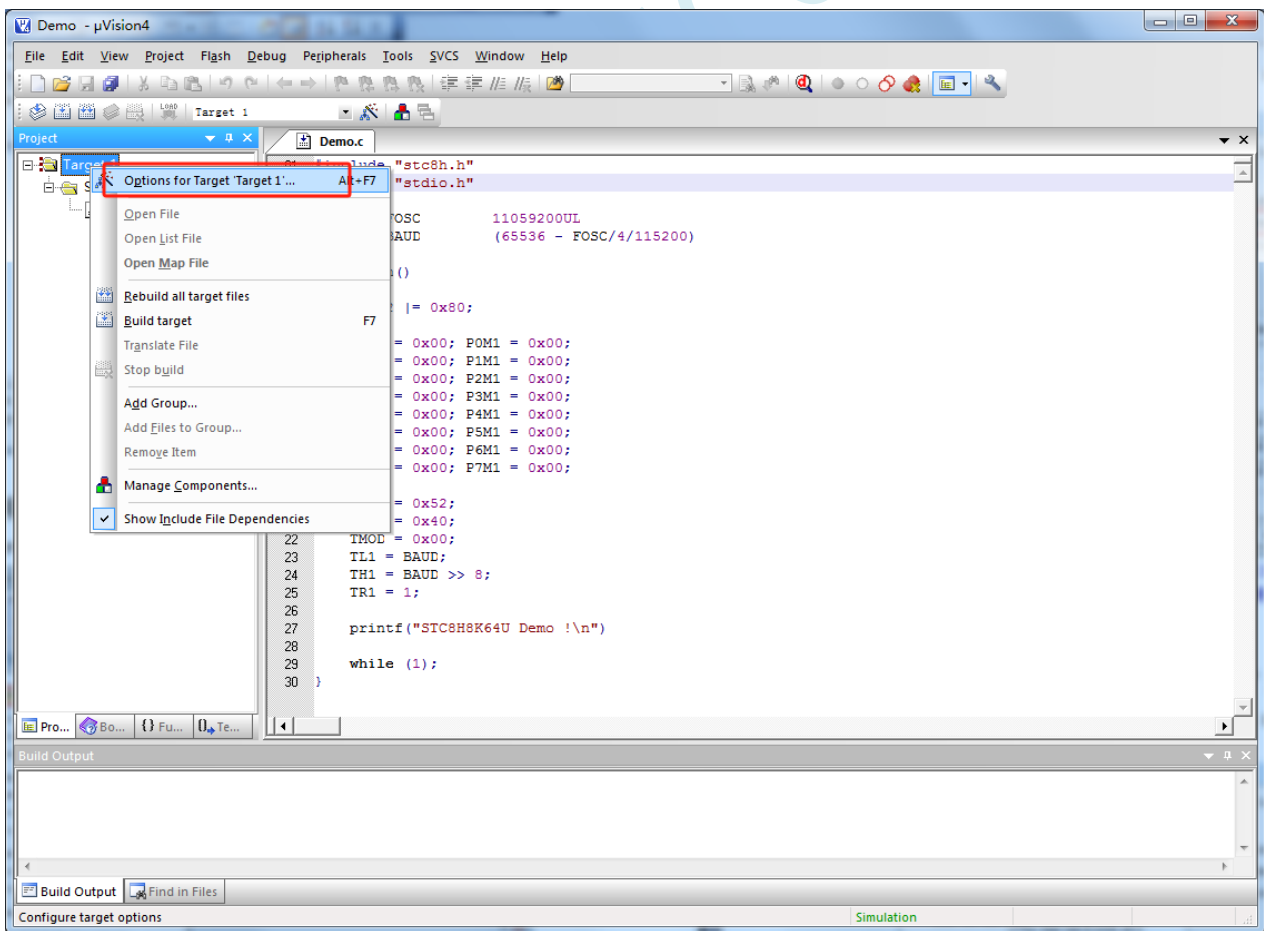 Demo - µVision4
File Edit View Project Flash Debug Peripherals Tools SVCS Window Help
LOAD Target 1
Project
Demo.c
Target
"stc8h.h"
Options for Target 'Target 1'... Alt+F7
"stdio.h"
Open File
FOSC 11059200UL
Open List File
BAUD (65536 - FOSC/4/115200)
Open Map File
()
Rebuild all target files
|= 0x80;
Build target F7
Translate File
= 0x00; P0M1 = 0x00;
= 0x00; P1M1 = 0x00;
Stop build
= 0x00; P2M1 = 0x00;
= 0x00; P3M1 = 0x00;
Add Group...
= 0x00; P4M1 = 0x00;
Add Files to Group...
= 0x00; P5M1 = 0x00;
Remove Item
= 0x00; P6M1 = 0x00;
= 0x00; P7M1 = 0x00;
Manage Components...
= 0x52;
Show Include File Dependencies
= 0x40;
22 TMOD = 0x00;
23 TL1 = BAUD;
24 TH1 = BAUD >> 8;
25 TR1 = 1;
26
27 printf("STC8H8K64U Demo !\n")
28
29 while (1);
30 }
Pro... Bo... {} Fu... Te...
Build Output
Build Output Find in Files
Configure target options Simulation